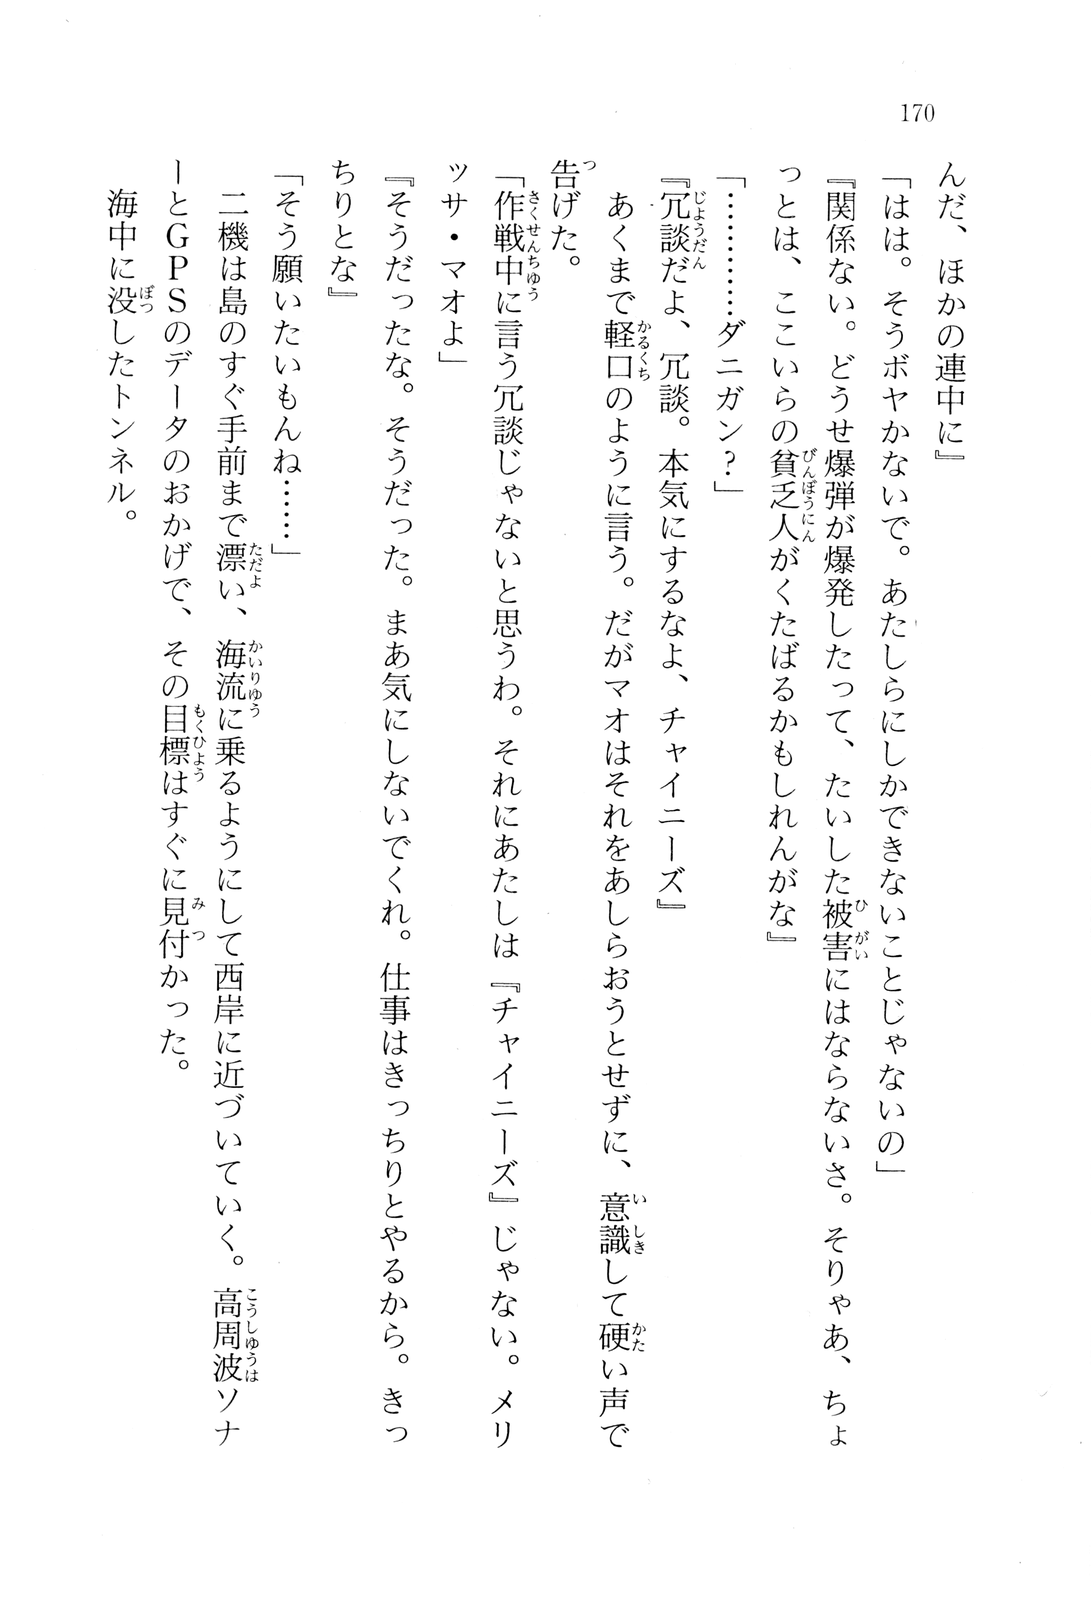 170
んだ、ほかの連中に』
「はは。そうボヤかないで。あたしらにしかできないことじゃないの」
『関係ない。どうせ爆弾が爆発したって、たいした被害にはならないさ。そりゃあ、ちょ
っとは、ここいらの貧乏人がくたばるかもしれんがな』
「…………ダニガン？」
『冗談だよ、冗談。本気にするなよ、チャイニーズ』
　あくまで軽口のように言う。だがマオはそれをあしらおうとせずに、意識して硬い声で
告げた。
「作戦中に言う冗談じゃないと思うわ。それにあたしは『チャイニーズ』じゃない。メリ
ッサ・マオよ」
『そうだったな。そうだった。まあ気にしないでくれ。仕事はきっちりとやるから。きっ
ちりとな』
「そう願いたいもんね……」
　二機は島のすぐ手前まで漂い、海流に乗るようにして西岸に近づいていく。高周波ソナ
ーとＧＰＳのデータのおかげで、その目標はすぐに見付かった。
　海中に没したトンネル。